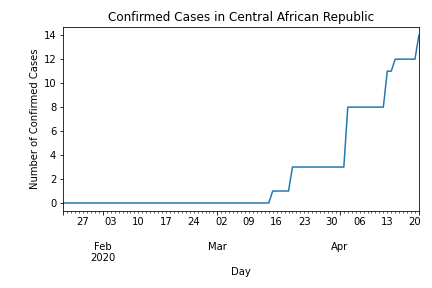 Confirmed Cases in Central African Republic
Number of Confirmed Cases
14
12
10
8
6
4
2
0
27 03 10 17 24 02 09 16 23 30 06 13 20
Feb Mar Apr
2020
Day